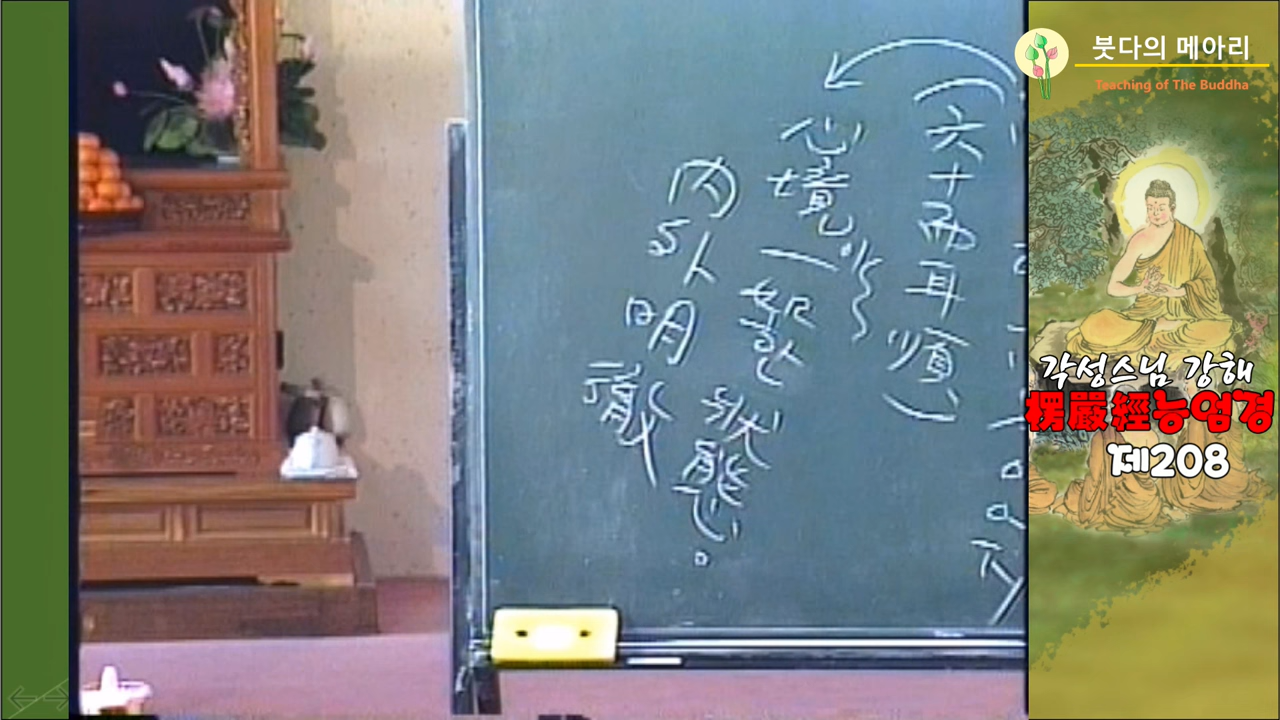 붓다의 메아리
Teaching of The Buddha
각성스님 강해
楞嚴經능엄경
제208
(六十而耳順、)
心境이 一如한 狀態。
内外明徹